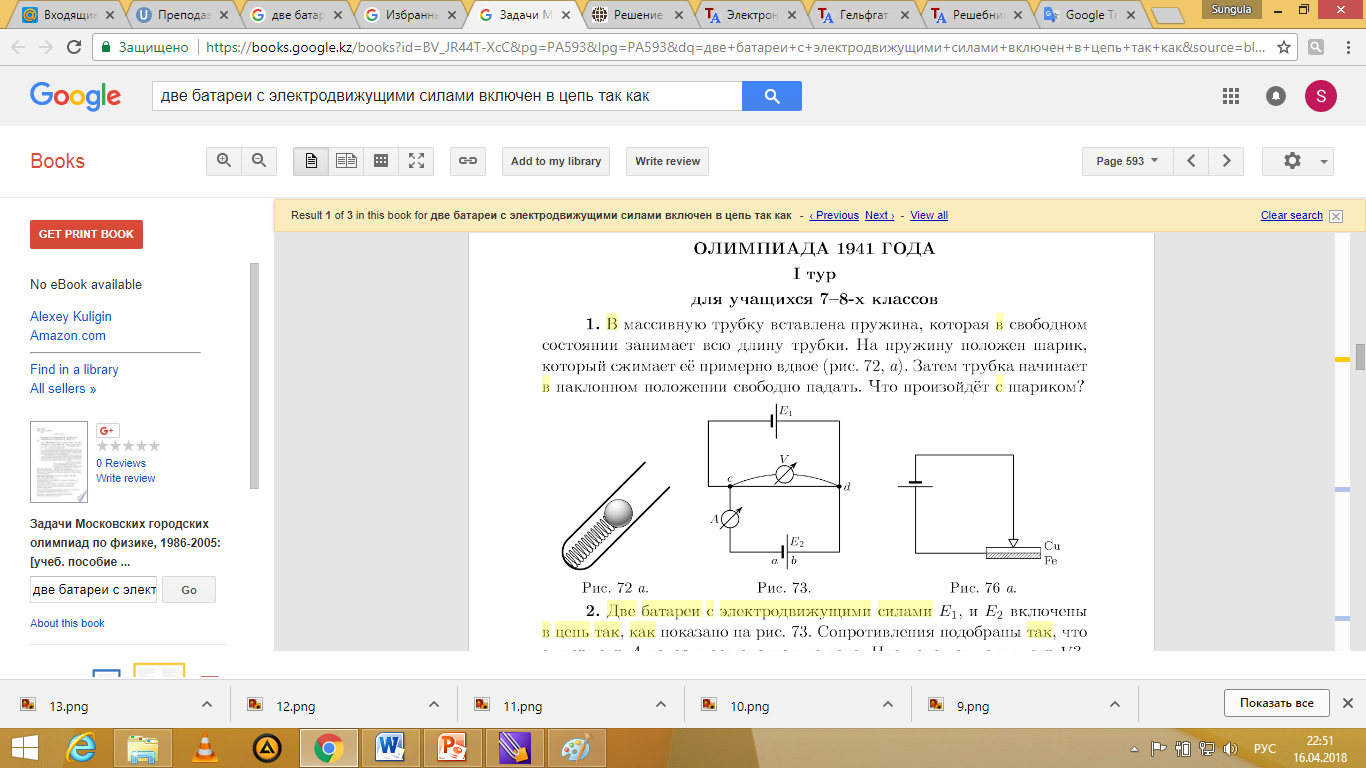 Входящие
Преподав
две батар
Избранны
Задачи М
Решение
Электрон
Гельфгат
Решебни
Google Tr
Sungula
Защищено
https://books.google.kz/books?id=BV_JR44T-XcC&pg=PA593&lpg=PA593&dq=две+батареи+с+электродвижущими+силами+включен+в+цепь+так+как&source=bl...
Google
две батареи с электродвижущими силами включен в цепь так как
S
Books
Add to my library
Write review
Page 593
Result 1 of 3 in this book for две батареи с электродвижущими силами включен в цепь так как - ‹ Previous Next › - View all
Clear search
GET PRINT BOOK
No eBook available
Alexey Kuligin
Amazon.com
Find in a library
All sellers »
G+
0 Reviews
Write review
Задачи Московских городских
олимпиад по физике, 1986-2005:
[учеб. пособие ...
две батареи с элект
Go
About this book
ОЛИМПИАДА 1941 ГОДА
I тур
для учащихся 7–8-х классов
1. В массивную трубку вставлена пружина, которая в свободном
состоянии занимает всю длину трубки. На пружину положен шарик,
который сжимает её примерно вдвое (рис. 72, а). Затем трубка начинает
в наклонном положении свободно падать. Что произойдёт с шариком?
E1
V
c
d
A
E2
a
b
Cu
Fe
Рис. 72 а.
Рис. 73.
Рис. 76 а.
2. Две батареи с электродвижущими силами E1, и E2 включены
в цепь так, как показано на рис. 73. Сопротивления подобраны так, что
13.png
12.png
11.png
10.png
9.png
Показать все
РУС
22:51
16.04.2018